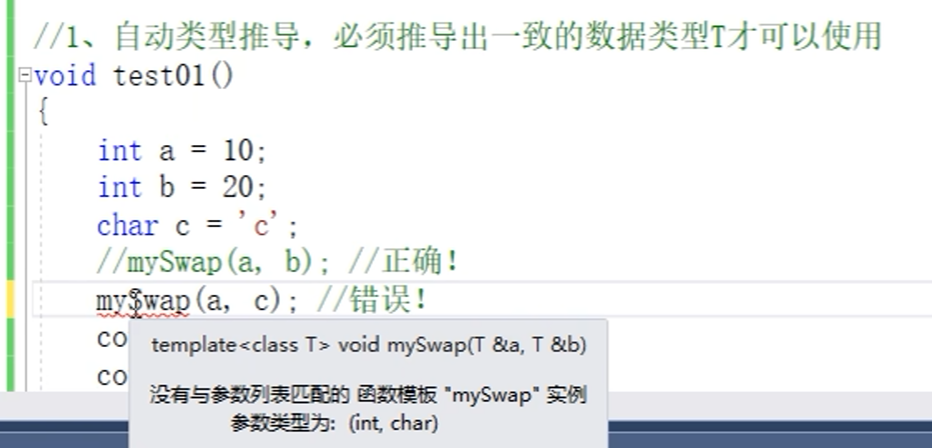 //1、自动类型推导，必须推导出一致的数据类型T才可以使用
void test01()
{
int a = 10;
int b = 20;
char c = 'c';
//mySwap(a, b); //正确！
mySwap(a, c); //错误！
co
template<class T> void mySwap(T &a, T &b)
co
没有与参数列表匹配的 函数模板 "mySwap" 实例
参数类型为: (int, char)